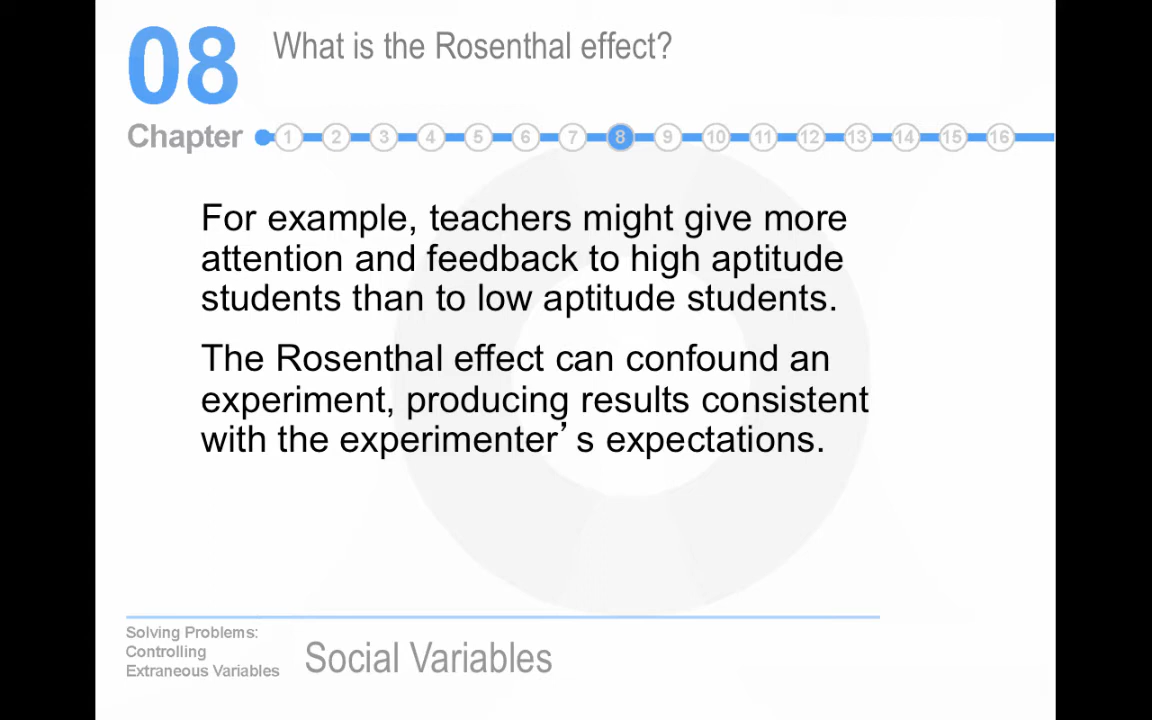 08
What is the Rosenthal effect?
Chapter 1 2 3 4 5 6 7 8 9 10 11 12 13 14 15 16
For example, teachers might give more
attention and feedback to high aptitude
students than to low aptitude students.
The Rosenthal effect can confound an
experiment, producing results consistent
with the experimenter’s expectations.
Solving Problems:
Controlling
Extraneous Variables
Social Variables